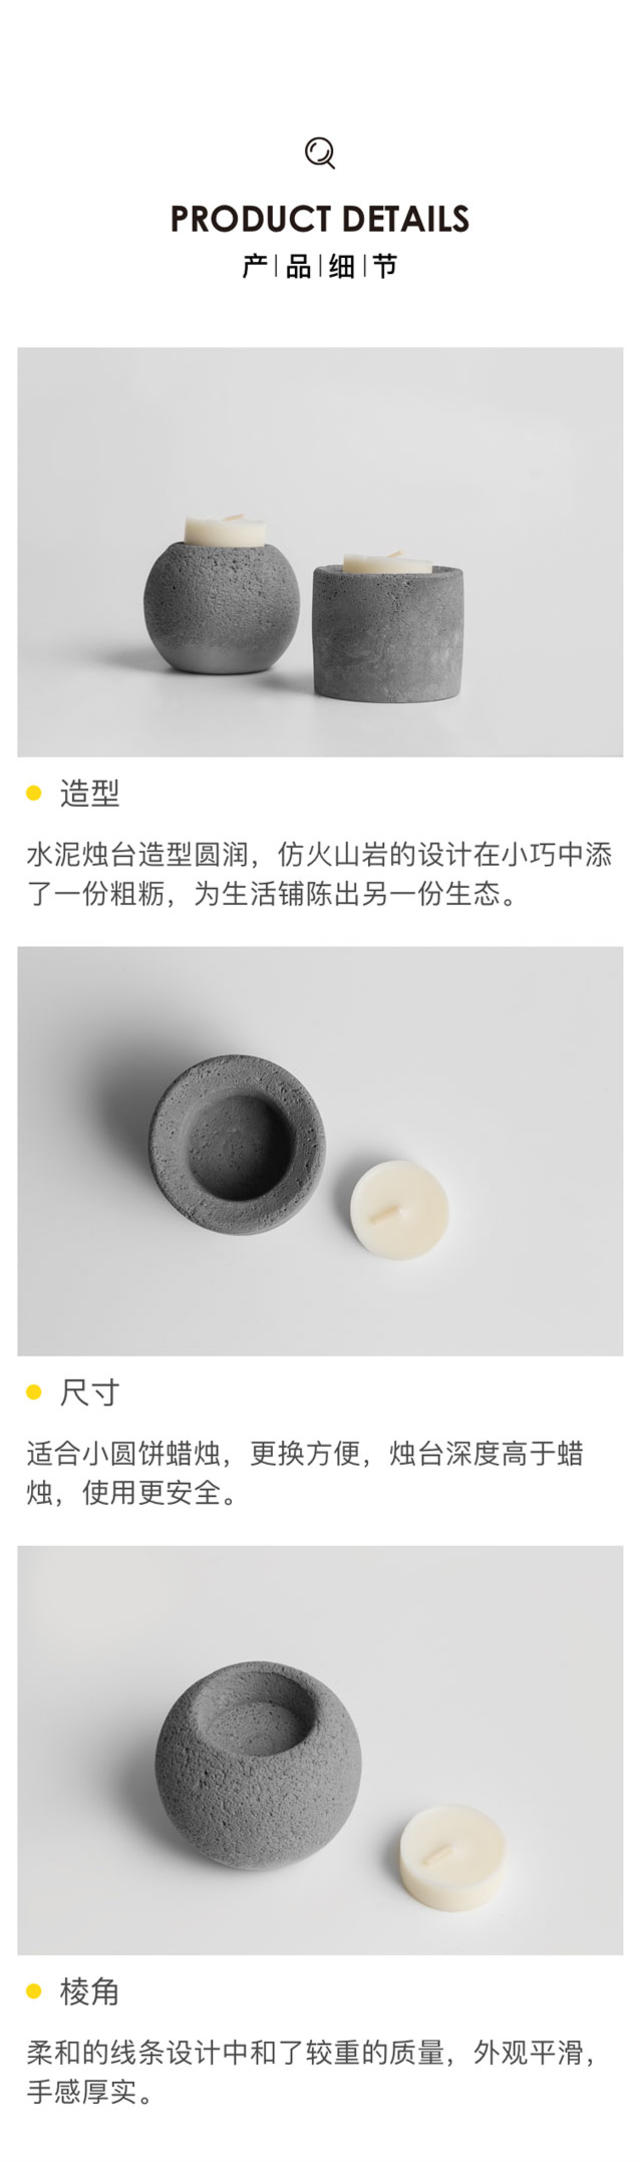 PRODUCT DETAILS
产|品|细|节
造型
水泥烛台造型圆润，仿火山岩的设计在小巧中添
了一份粗粝，为生活铺陈出另一份生态。
尺寸
适合小圆饼蜡烛，更换方便，烛台深度高于蜡
烛，使用更安全。
棱角
柔和的线条设计中和了较重的质量，外观平滑，
手感厚实。